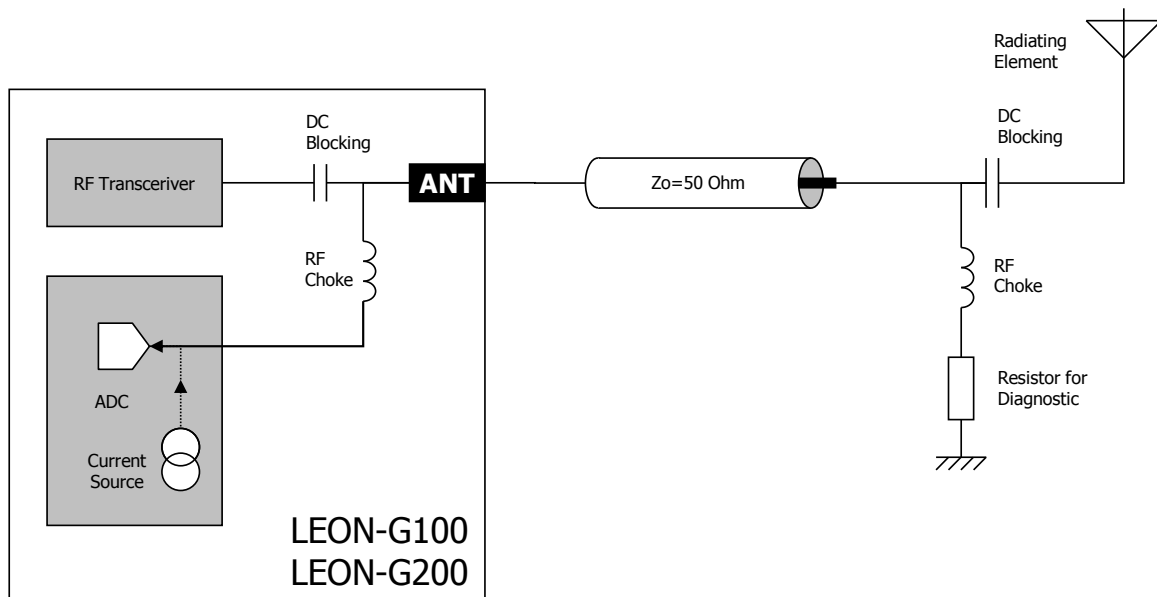 Radiating
Element
DC
Blocking
DC
Blocking
RF Transceriver
ANT
Zo=50 Ohm
RF
Choke
RF
Choke
ADC
Resistor for
Diagnostic
Current
Source
LEON-G100
LEON-G200